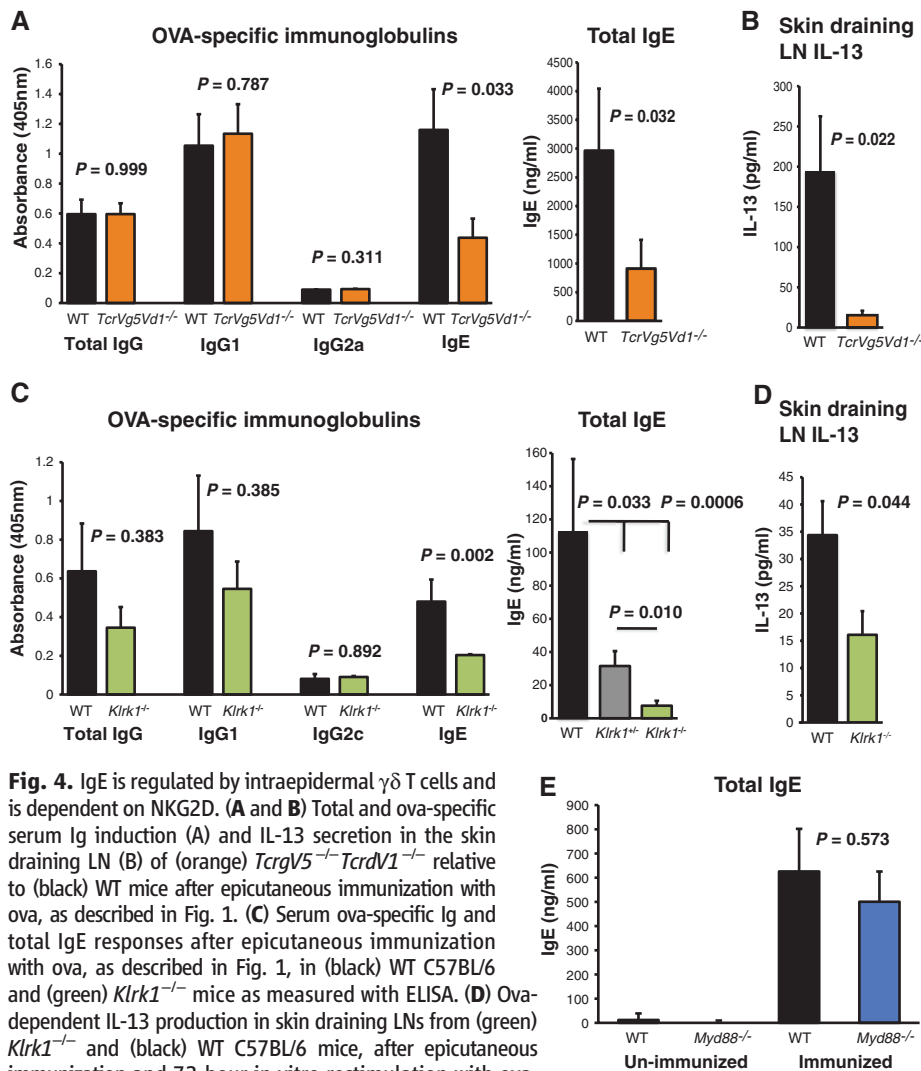 A
OVA-specific immunoglobulins
Absorbance (405nm)
1.6
1.4
1.2
1
0.8
0.6
0.4
0.2
0
P = 0.999
P = 0.787
P = 0.311
P = 0.033
WT TcrVg5Vd1-/- WT TcrVg5Vd1-/- WT TcrVg5Vd1-/- WT TcrVg5Vd1-/-
Total IgG IgG1 IgG2a IgE
Total IgE
IgE (ng/ml)
4500
4000
3500
3000
2500
2000
1500
1000
500
0
P = 0.032
WT TcrVg5Vd1-/-
B
Skin draining
LN IL-13
IL-13 (pg/ml)
300
250
200
150
100
50
0
P = 0.022
WT TcrVg5Vd1-/-
C
OVA-specific immunoglobulins
Absorbance (405nm)
1.2
1
0.8
0.6
0.4
0.2
0
P = 0.383
P = 0.385
P = 0.892
P = 0.002
WT Klrk1-/- WT Klrk1-/- WT Klrk1-/- WT Klrk1-/-
Total IgG IgG1 IgG2c IgE
Total IgE
IgE (ng/ml)
160
140
120
100
80
60
40
20
0
P = 0.033 P = 0.0006
P = 0.010
WT Klrk1+/- Klrk1-/-
D
Skin draining
LN IL-13
IL-13 (pg/ml)
45
40
35
30
25
20
15
10
5
0
P = 0.044
WT Klrk1-/-
Fig. 4. IgE is regulated by intraepidermal γδ T cells and
is dependent on NKG2D. (A and B) Total and ova-specific
serum Ig induction (A) and IL-13 secretion in the skin
draining LN (B) of (orange) TcrgV5−/−TcrdV1−/− relative
to (black) WT mice after epicutaneous immunization with
ova, as described in Fig. 1. (C) Serum ova-specific Ig and
total IgE responses after epicutaneous immunization
with ova, as described in Fig. 1, in (black) WT C57BL/6
and (green) Klrk1−/− mice as measured with ELISA. (D) Ova-
dependent IL-13 production in skin draining LNs from (green)
Klrk1−/− and (black) WT C57BL/6 mice, after epicutaneous
E
Total IgE
IgE (ng/ml)
900
800
700
600
500
400
300
200
100
0
P = 0.573
WT Myd88-/- WT Myd88-/-
Un-immunized Immunized